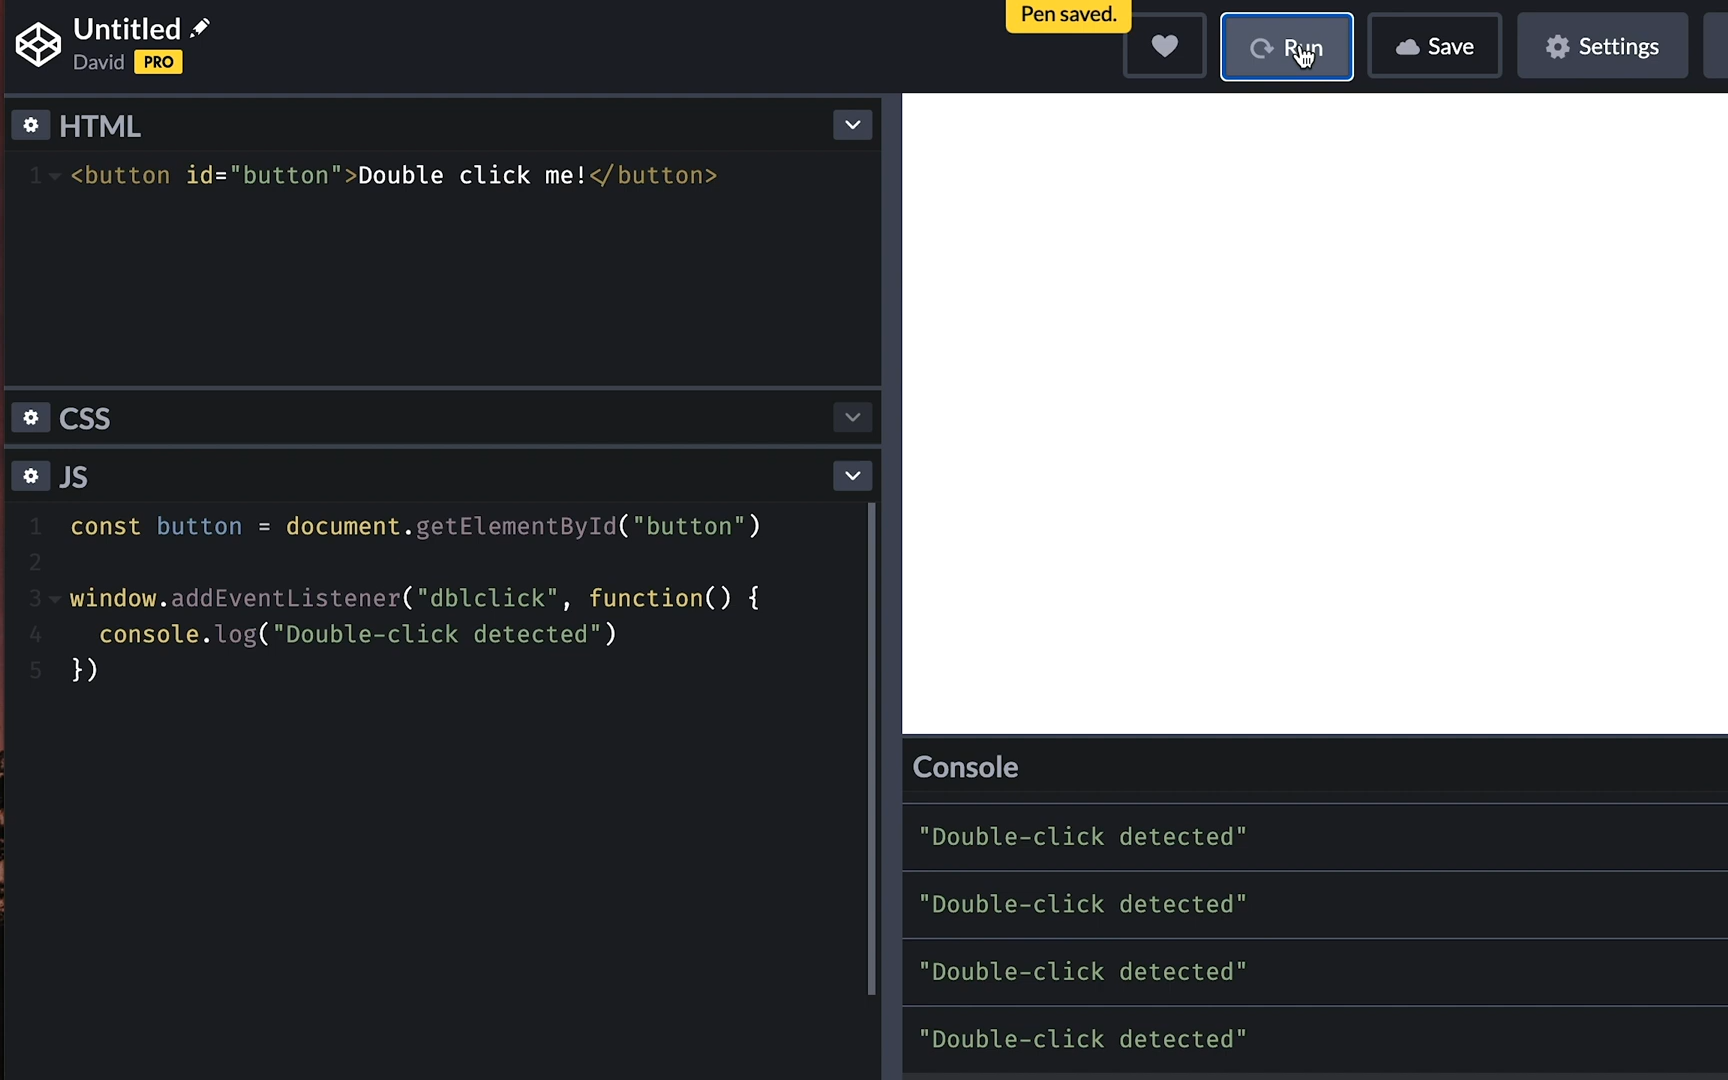 Untitled
David PRO
Pen saved.
Run
Save
Settings
HTML
1 <button id="button">Double click me!</button>
CSS
JS
1 const button = document.getElementById("button")
2
3 window.addEventListener("dblclick", function() {
4 console.log("Double-click detected")
5 })
Console
"Double-click detected"
"Double-click detected"
"Double-click detected"
"Double-click detected"